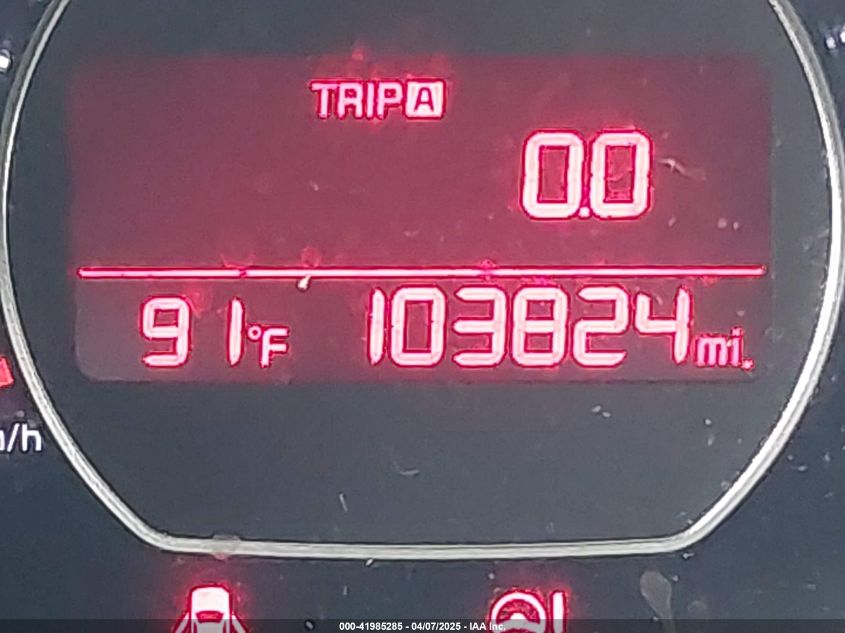 TRIP A
0.0
91°F 103824 mi.
/h
000-41985285 - 04/07/2025 - IAA Inc.